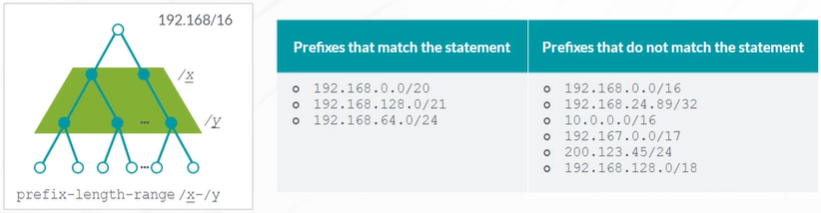 192.168/16
/x
/y
...
...
prefix-length-range /x-/y
Prefixes that match the statement
192.168.0.0/20
192.168.128.0/21
192.168.64.0/24
Prefixes that do not match the statement
192.168.0.0/16
192.168.24.89/32
10.0.0.0/16
192.167.0.0/17
200.123.45/24
192.168.128.0/18